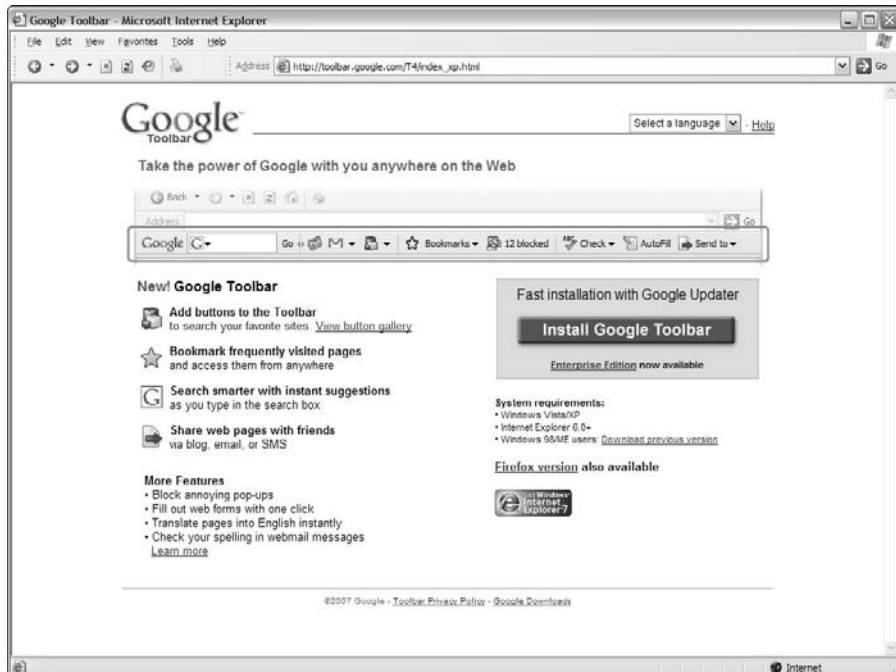 Google Toolbar - Microsoft Internet Explorer
File Edit View Favorites Tools Help
Address http://toolbar.google.com/T4/index_xp.html Go
Google
Toolbar
Select a language - Help
Take the power of Google with you anywhere on the Web
Back
Address Go
Google G Go Bookmarks 12 blocked ABC Check AutoFill Send to
New! Google Toolbar
Add buttons to the Toolbar
to search your favorite sites. View button gallery
Bookmark frequently visited pages
and access them from anywhere
G Search smarter with instant suggestions
as you type in the search box
Share web pages with friends
via blog, email, or SMS
More Features
• Block annoying pop-ups
• Fill out web forms with one click
• Translate pages into English instantly
• Check your spelling in webmail messages
Learn more
Fast installation with Google Updater
Install Google Toolbar
Enterprise Edition now available
System requirements:
• Windows Vista/XP
• Internet Explorer 6.0+
• Windows 98/ME users: Download previous version
Firefox version also available
Windows
Internet
Explorer 7
©2007 Google - Toolbar Privacy Policy - Google Downloads
Internet